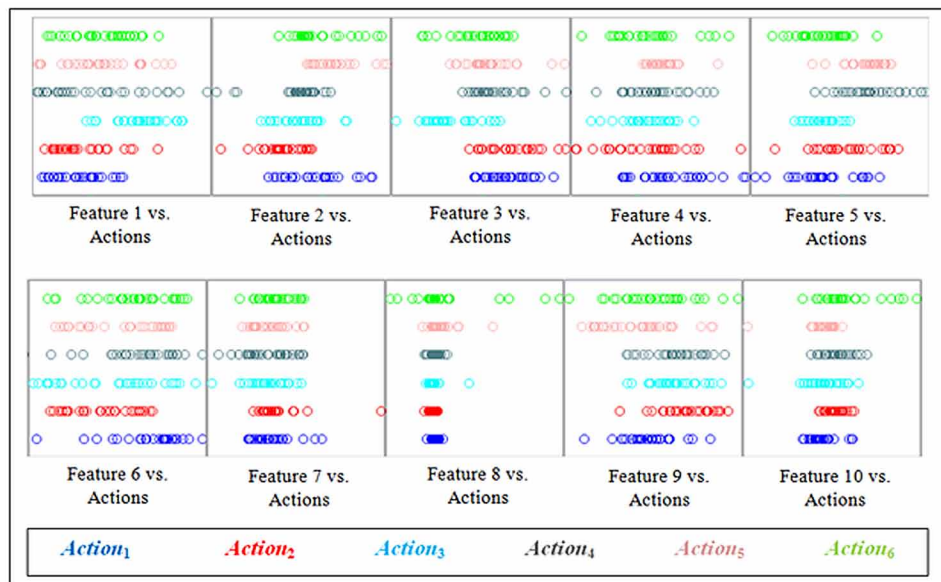 Feature 1 vs. Actions
Feature 2 vs. Actions
Feature 3 vs. Actions
Feature 4 vs. Actions
Feature 5 vs. Actions
Feature 6 vs. Actions
Feature 7 vs. Actions
Feature 8 vs. Actions
Feature 9 vs. Actions
Feature 10 vs. Actions
Action1 Action2 Action3 Action4 Action5 Action6